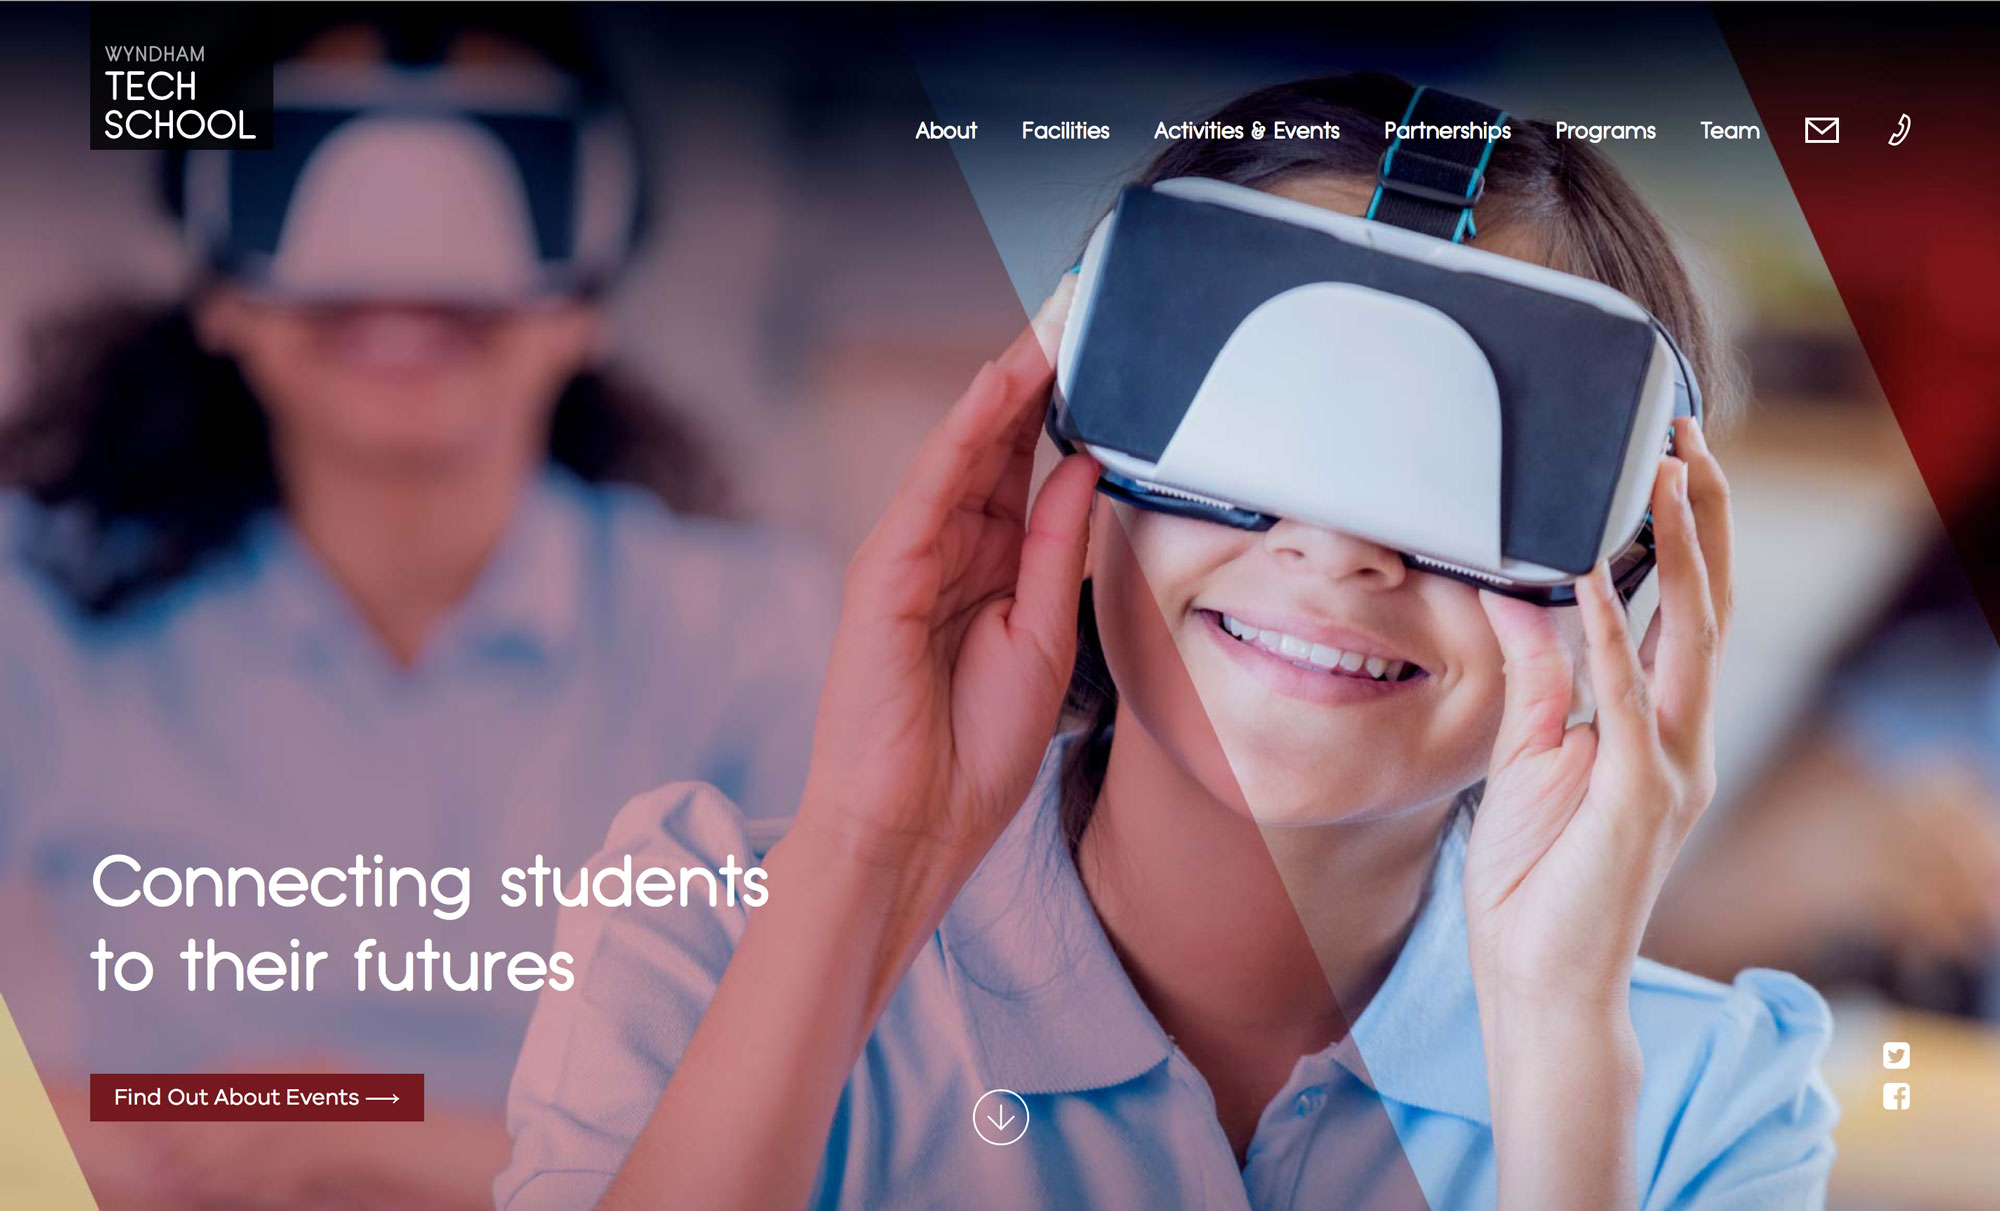 WYNDHAM
TECH
SCHOOL
About Facilities Activities & Events Partnerships Programs Team
Connecting students
to their futures
Find Out About Events